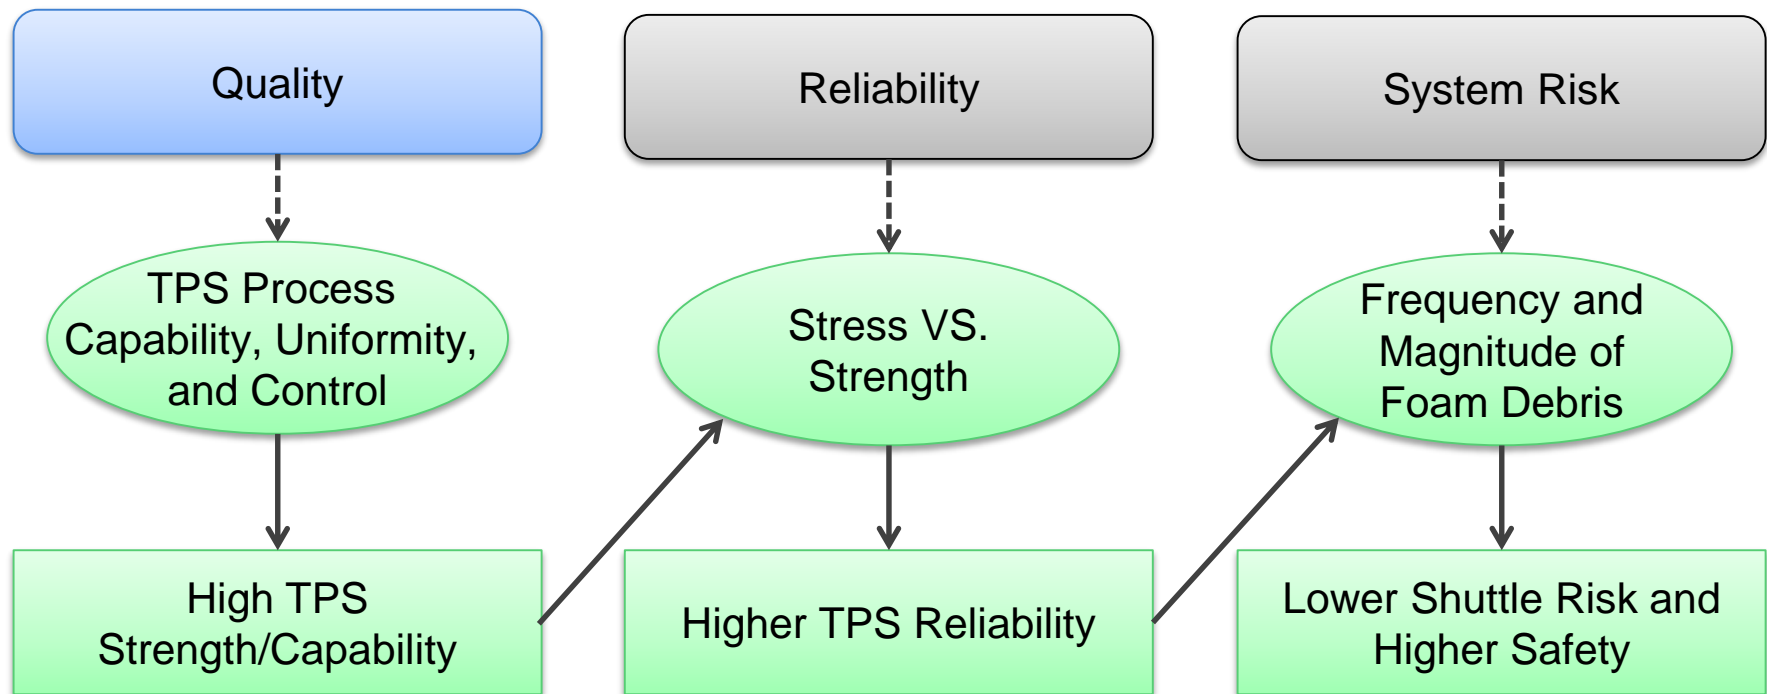 Quality
Reliability
System Risk
TPS Process
Capability, Uniformity,
and Control
Stress VS.
Strength
Frequency and
Magnitude of
Foam Debris
High TPS
Strength/Capability
Higher TPS Reliability
Lower Shuttle Risk and
Higher Safety